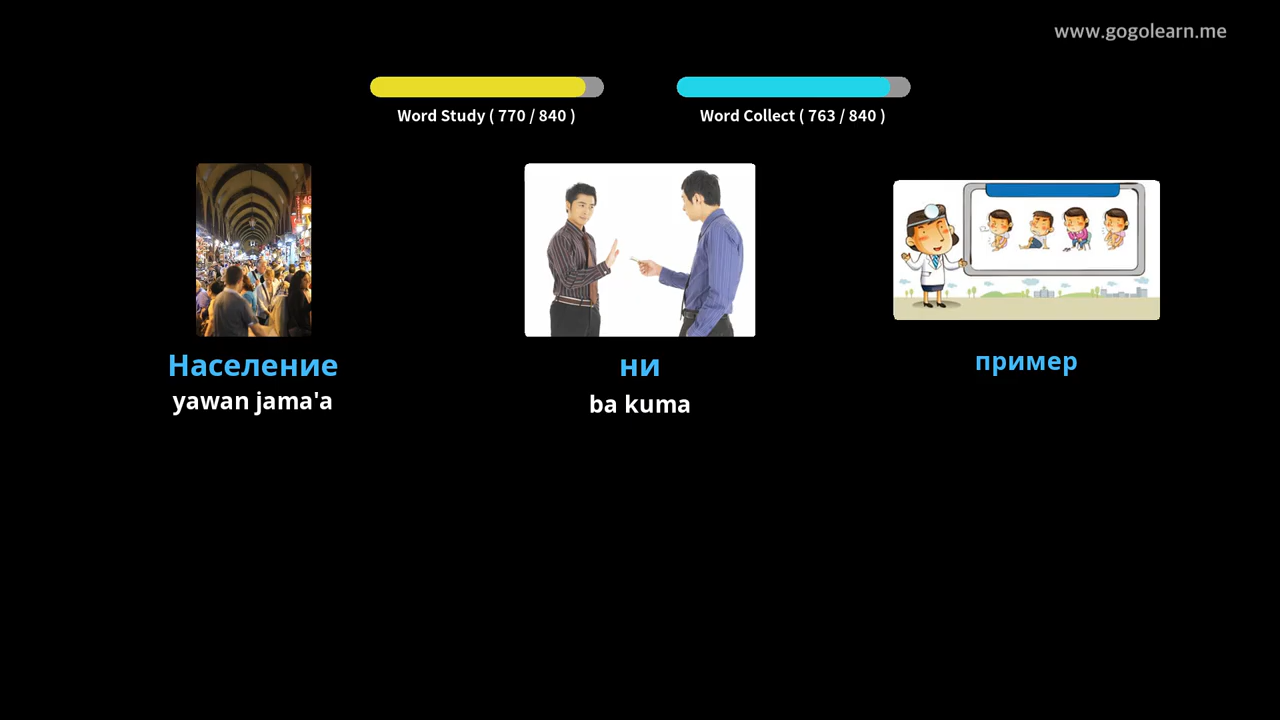 www.gogolearn.me
Word Study ( 770 / 840 )
Word Collect ( 763 / 840 )
Население
yawan jama'a
ни
ba kuma
пример